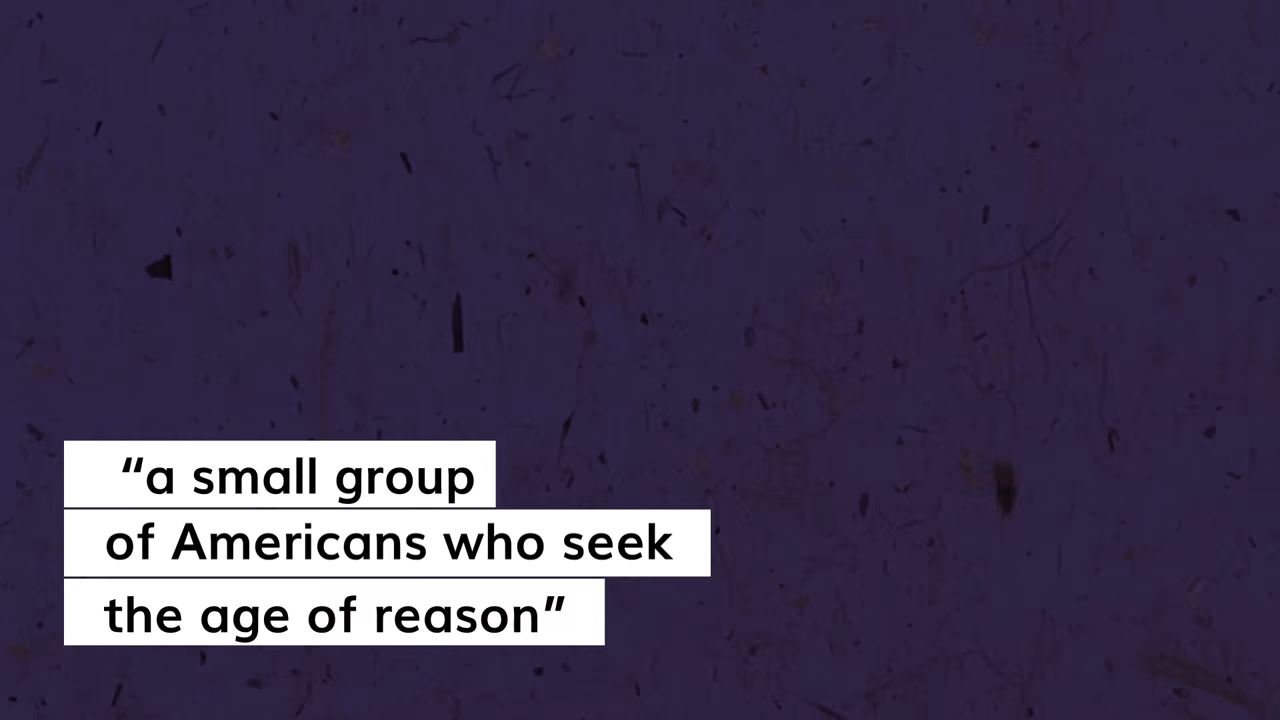 “a small group
of Americans who seek
the age of reason”